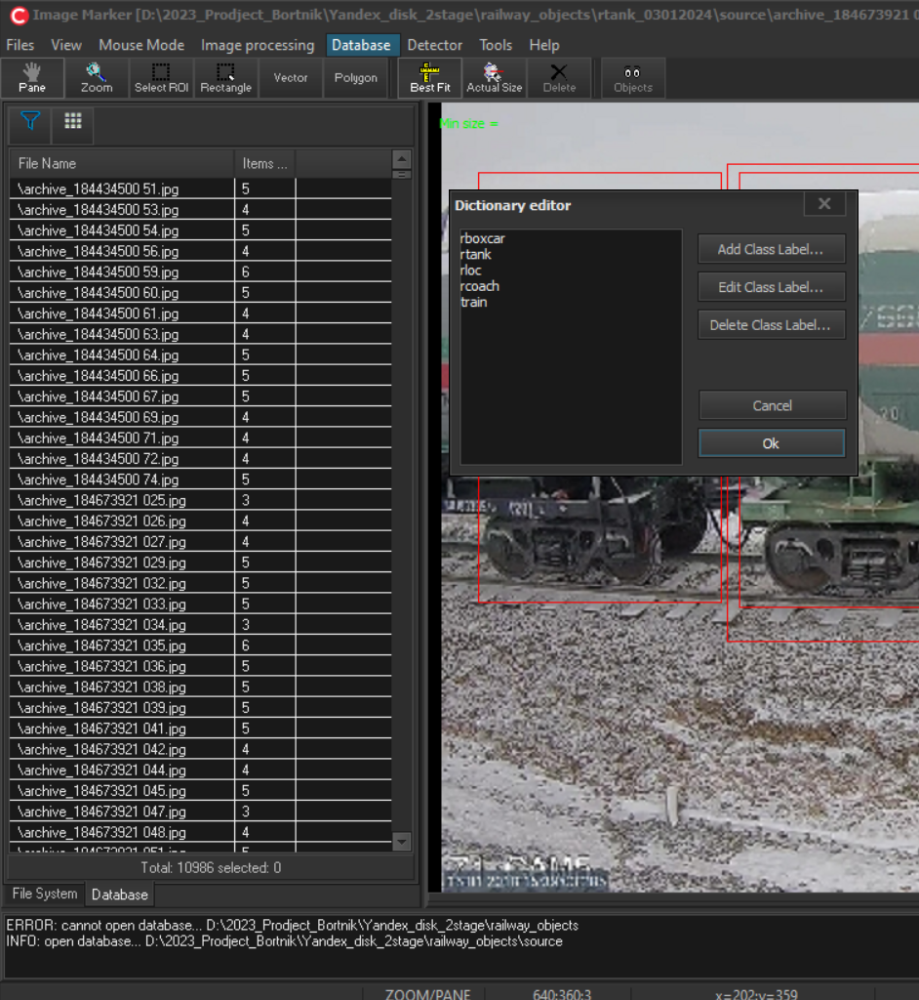 Image Marker [D:\2023_Prodject_Bortnik\Yandex_disk_2stage\railway_objects\rtank_03012024\source\archive_184673921 0
Files View Mouse Mode Image processing Database Detector Tools Help
Pane Zoom Select ROI Rectangle Vector Polygon Best Fit Actual Size Delete Objects
Min size =
File Name Items ...
\archive_184434500 51.jpg 5
\archive_184434500 53.jpg 4
\archive_184434500 54.jpg 5
\archive_184434500 56.jpg 4
\archive_184434500 59.jpg 6
\archive_184434500 60.jpg 5
\archive_184434500 61.jpg 4
\archive_184434500 63.jpg 4
\archive_184434500 64.jpg 5
\archive_184434500 66.jpg 5
\archive_184434500 67.jpg 5
\archive_184434500 69.jpg 4
\archive_184434500 71.jpg 4
\archive_184434500 72.jpg 4
\archive_184434500 74.jpg 5
\archive_184673921 025.jpg 3
\archive_184673921 026.jpg 4
\archive_184673921 027.jpg 4
\archive_184673921 029.jpg 5
\archive_184673921 032.jpg 5
\archive_184673921 033.jpg 5
\archive_184673921 034.jpg 3
\archive_184673921 035.jpg 6
\archive_184673921 036.jpg 5
\archive_184673921 038.jpg 5
\archive_184673921 039.jpg 5
\archive_184673921 041.jpg 5
\archive_184673921 042.jpg 4
\archive_184673921 044.jpg 4
\archive_184673921 045.jpg 5
\archive_184673921 047.jpg 3
\archive_184673921 048.jpg 4
\archive_184673921 051.jpg 5
Total: 10986 selected: 0
File System Database
Dictionary editor
rboxcar
rtank
rloc
rcoach
train
Add Class Label...
Edit Class Label...
Delete Class Label...
Cancel
Ok
20
ERROR: cannot open database... D:\2023_Prodject_Bortnik\Yandex_disk_2stage\railway_objects
INFO: open database... D:\2023_Prodject_Bortnik\Yandex_disk_2stage\railway_objects\source
ZOOM/PANE 640:360:3 x=202:y=359